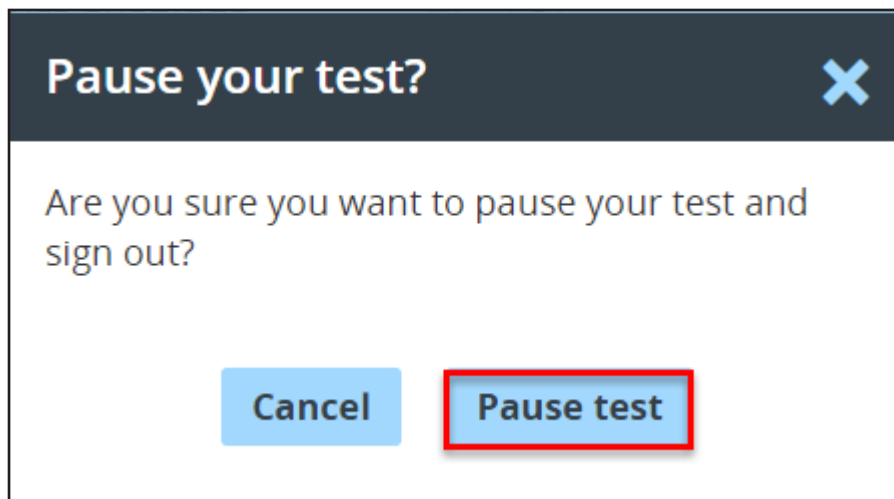 Pause your test?
Are you sure you want to pause your test and
sign out?
Cancel
Pause test